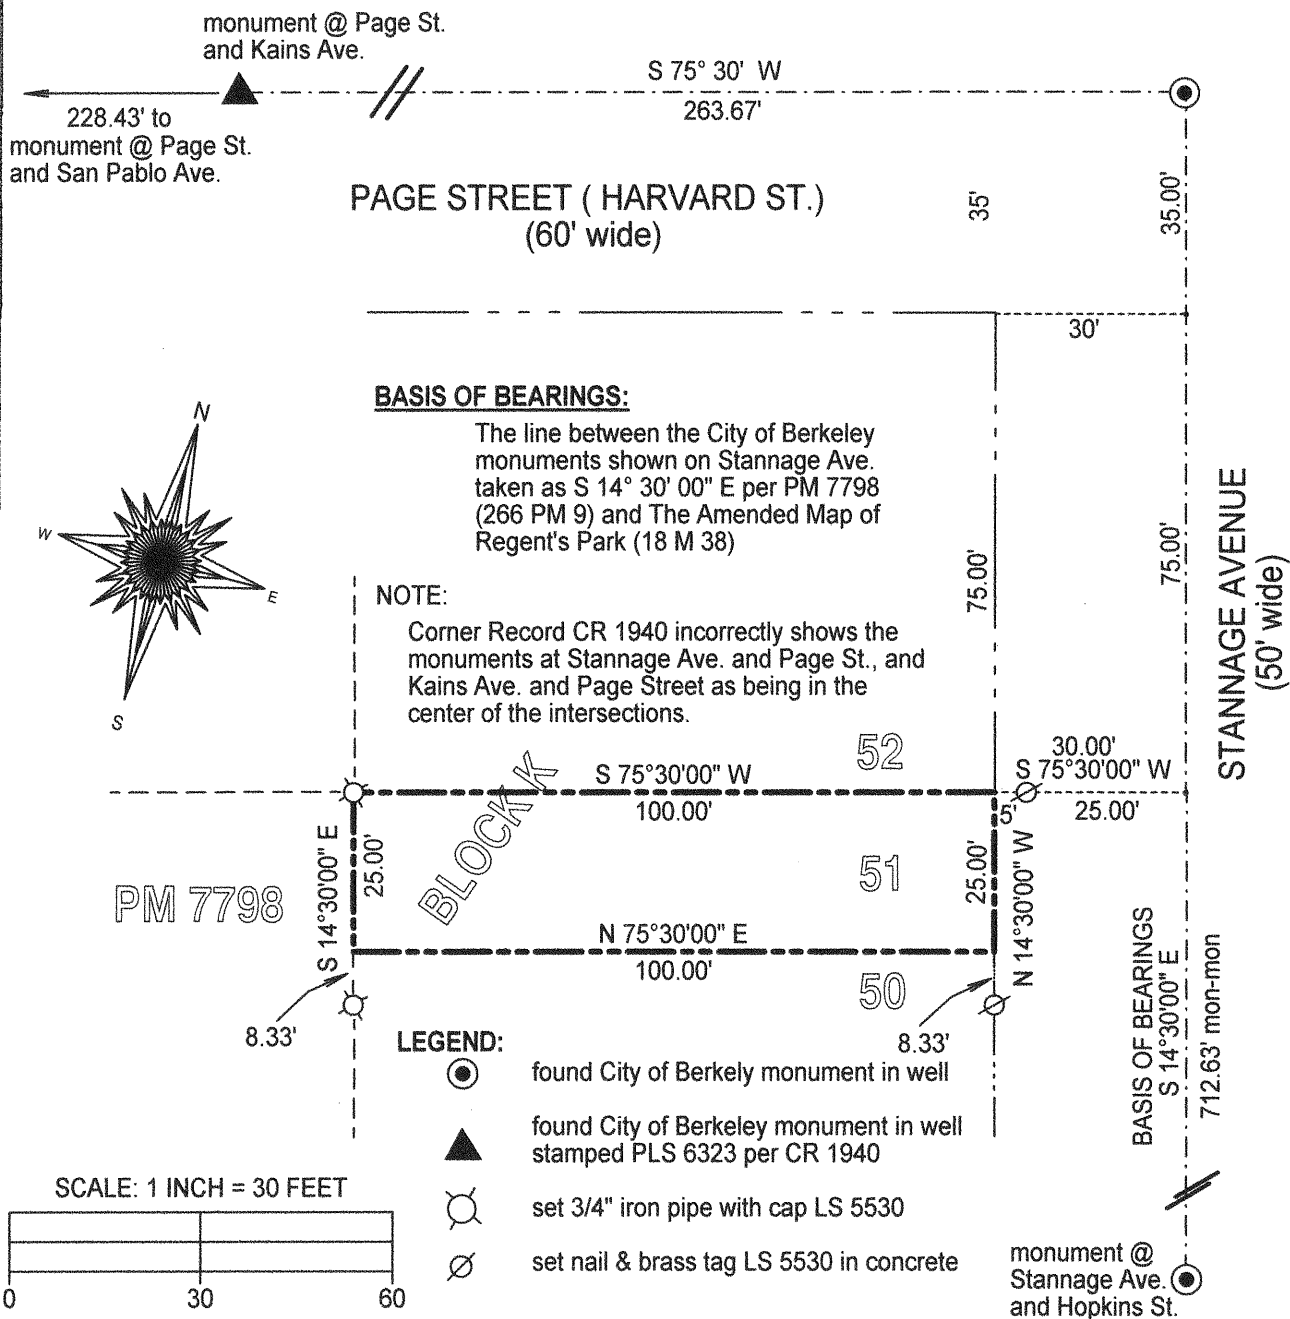 monument @ Page St.
and Kains Ave.
S 75° 30' W
263.67'
228.43' to
monument @ Page St.
and San Pablo Ave.
PAGE STREET ( HARVARD ST.)
(60' wide)
35'
35.00'
30'
BASIS OF BEARINGS:
The line between the City of Berkeley
monuments shown on Stannage Ave.
taken as S 14° 30' 00" E per PM 7798
(266 PM 9) and The Amended Map of
Regent's Park (18 M 38)
N
W
E
S
75.00'
75.00'
STANNAGE AVENUE
(50' wide)
NOTE:
Corner Record CR 1940 incorrectly shows the
monuments at Stannage Ave. and Page St., and
Kains Ave. and Page Street as being in the
center of the intersections.
52
30.00'
S 75°30'00" W
5'
25.00'
S 75°30'00" W
100.00'
BLOCK K
S 14°30'00" E
25.00'
51
25.00'
N 14°30'00" W
PM 7798
N 75°30'00" E
100.00'
50
8.33'
8.33'
BASIS OF BEARINGS
S 14°30'00" E
712.63' mon-mon
LEGEND:
found City of Berkely monument in well
found City of Berkeley monument in well
stamped PLS 6323 per CR 1940
set 3/4" iron pipe with cap LS 5530
set nail & brass tag LS 5530 in concrete
SCALE: 1 INCH = 30 FEET
0
30
60
monument @
Stannage Ave.
and Hopkins St.